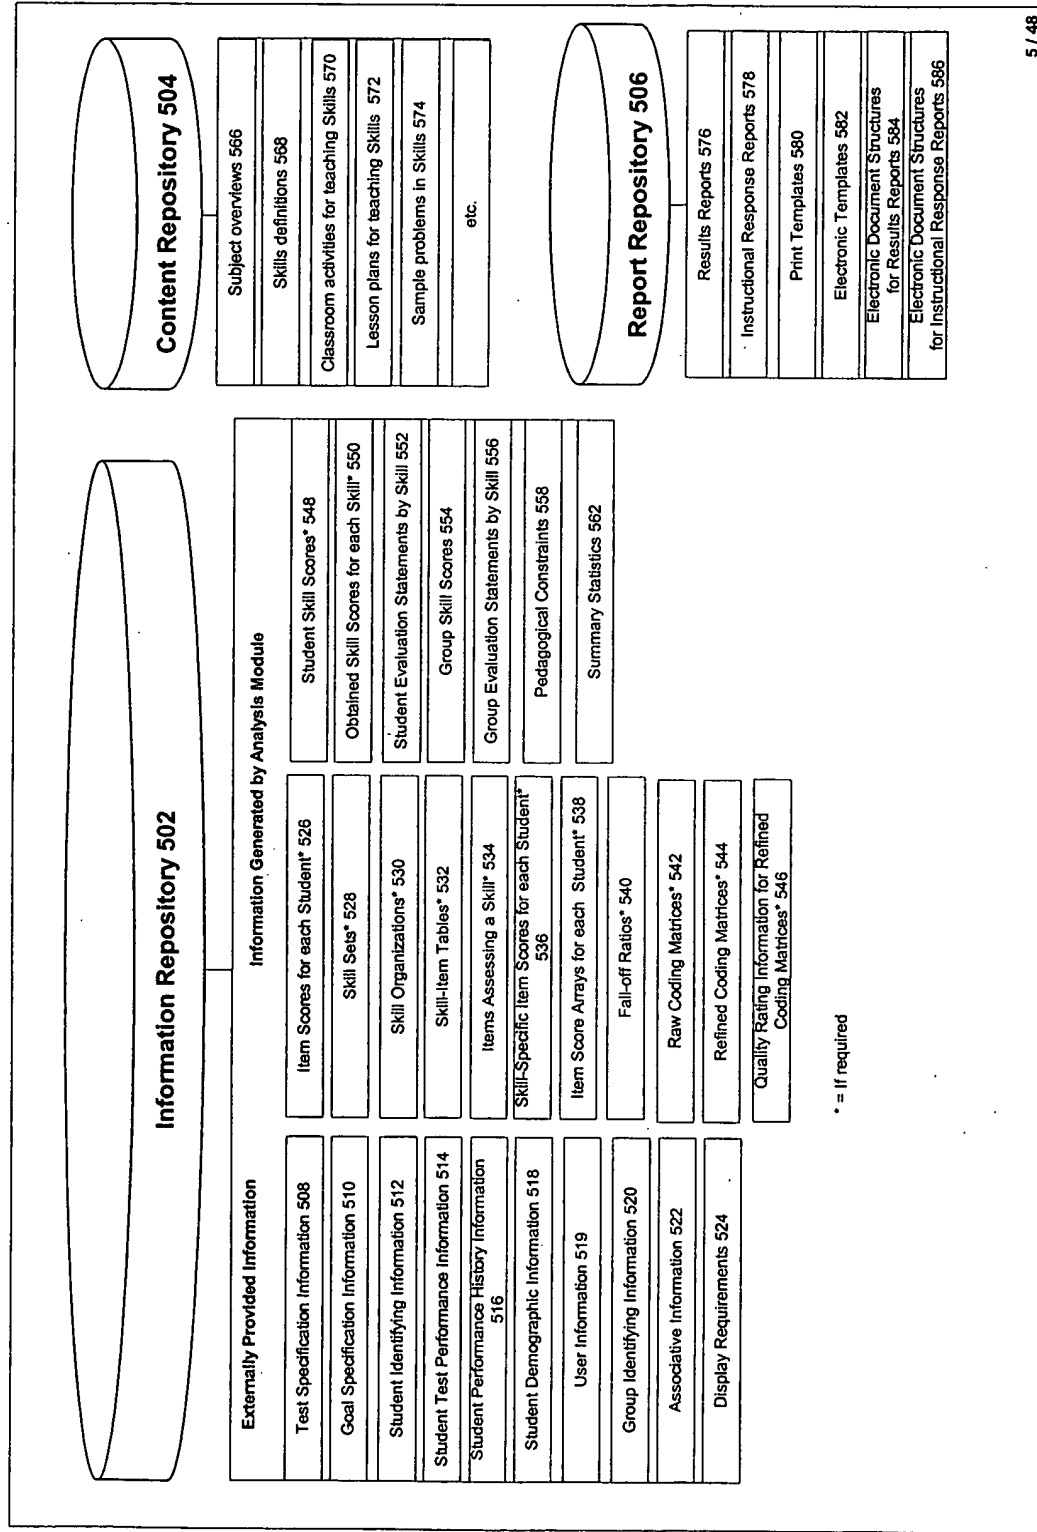 Information Repository 502
Externally Provided Information
Test Specification Information 508
Goal Specification Information 510
Student Identifying Information 512
Student Test Performance Information 514
Student Performance History Information
516
Student Demographic Information 518
User Information 519
Group Identifying Information 520
Associative Information 522
Display Requirements 524
Information Generated by Analysis Module
Item Scores for each Student* 526
Skill Sets* 528
Skill Organizations* 530
Skill-Item Tables* 532
Items Assessing a Skill* 534
Skill-Specific Item Scores for each Student*
536
Item Score Arrays for each Student* 538
Fall-off Ratios* 540
Raw Coding Matrices* 542
Refined Coding Matrices* 544
Quality Rating Information for Refined
Coding Matrices* 546
Student Skill Scores* 548
Obtained Skill Scores for each Skill* 550
Student Evaluation Statements by Skill 552
Group Skill Scores 554
Group Evaluation Statements by Skill 556
Pedagogical Constraints 558
Summary Statistics 562
* = If required
Content Repository 504
Subject overviews 566
Skills definitions 568
Classroom activities for teaching Skills 570
Lesson plans for teaching Skills 572
Sample problems in Skills 574
etc.
Report Repository 506
Results Reports 576
Instructional Response Reports 578
Print Templates 580
Electronic Templates 582
Electronic Document Structures
for Results Reports 584
Electronic Document Structures
for Instructional Response Reports 586
5 / 48